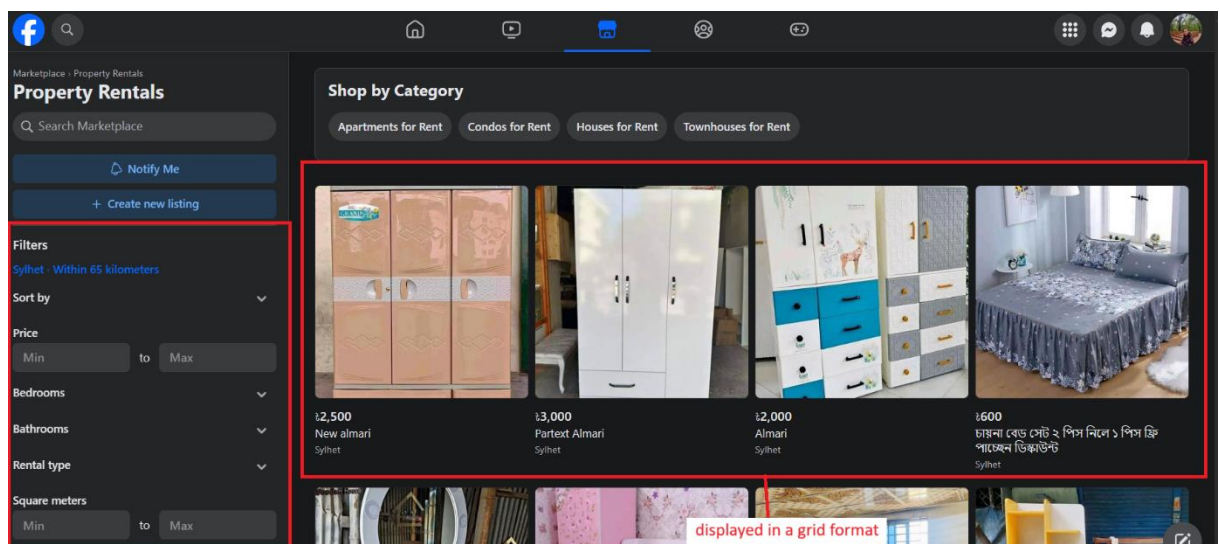 Marketplace › Property Rentals
Property Rentals
Search Marketplace
Notify Me
+ Create new listing
Filters
Sylhet · Within 65 kilometers
Sort by
Price
Min to Max
Bedrooms
Bathrooms
Rental type
Square meters
Min to Max
Shop by Category
Apartments for Rent Condos for Rent Houses for Rent Townhouses for Rent
৳2,500
New almari
Sylhet
৳3,000
Partext Almari
Sylhet
৳2,000
Almari
Sylhet
৳600
চায়না বেড সেট ২ পিস নিলে ১ পিস ফ্রি
পাচ্ছেন ডিস্কাউন্ট
Sylhet
displayed in a grid format